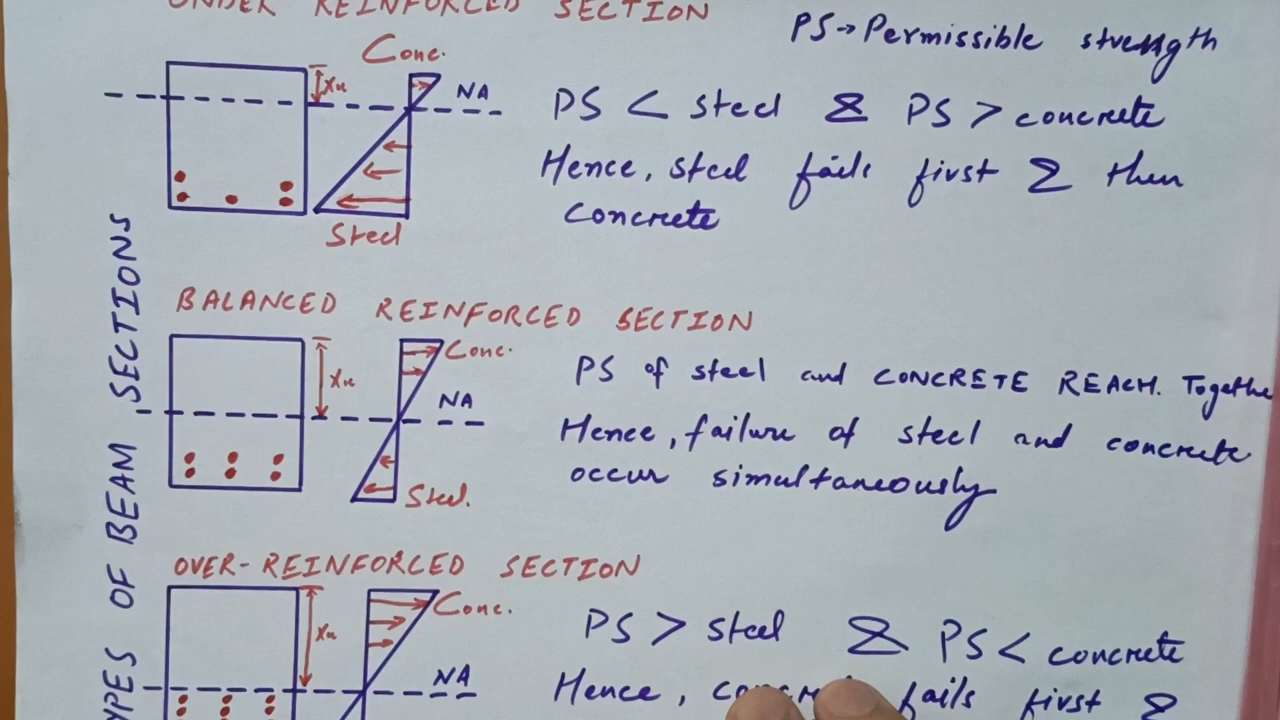 UNDER REINFORCED SECTION
PS→Permissible strength
Conc.
Xu
NA
PS < steel & PS > concrete
Hence, steel fails first & then
concrete
Steel
BALANCED REINFORCED SECTION
Conc.
Xu
NA
PS of steel and CONCRETE REACH. Togethe
Hence, failure of steel and concrete
occur simultaneously
Steel.
OVER-REINFORCED SECTION
Conc.
Xu
NA
PS > steel & PS < concrete
Hence, fails first &
YPES OF BEAM SECTIONS